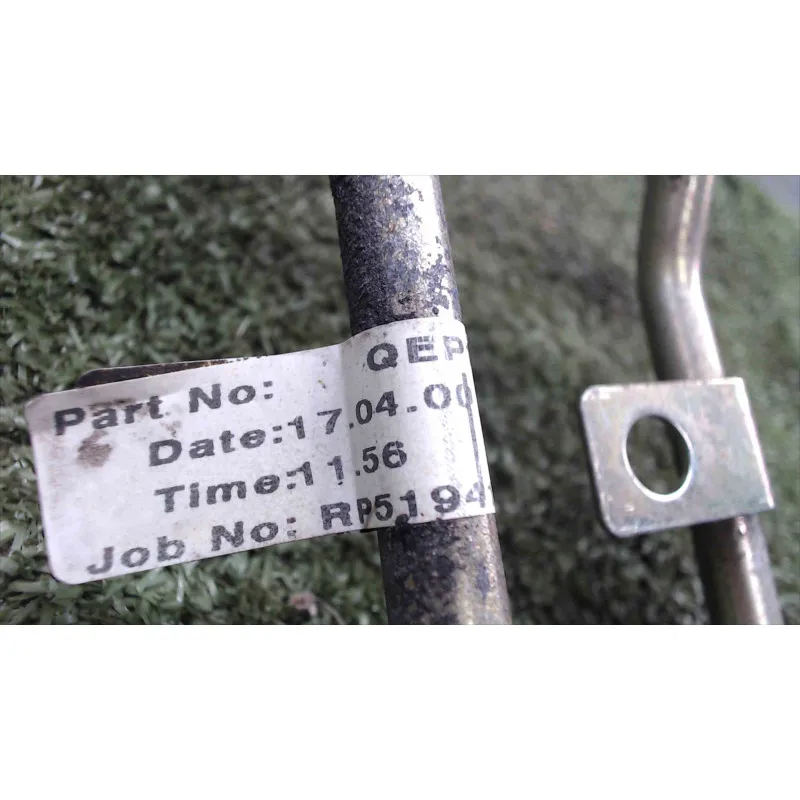 Part No: QEP
Date:17.04.00
Time:11.56
Job No: RP5194